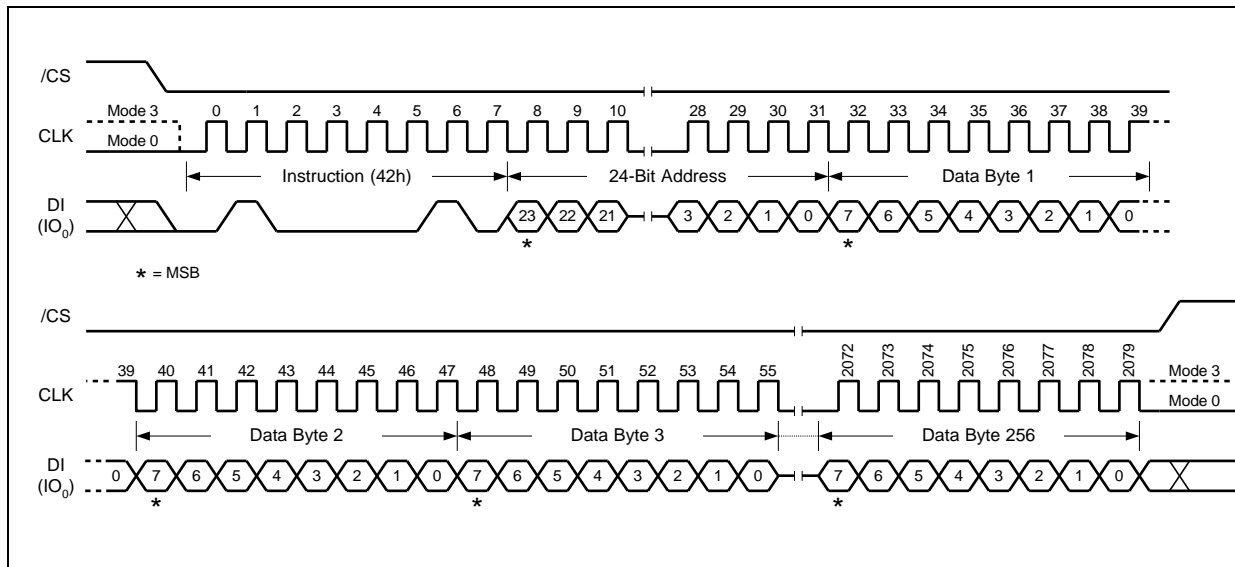 /CS
Mode 3 0 1 2 3 4 5 6 7 8 9 10 28 29 30 31 32 33 34 35 36 37 38 39
CLK Mode 0
Instruction (42h) 24-Bit Address Data Byte 1
DI (IO0) 23 22 21 3 2 1 0 7 6 5 4 3 2 1 0
* *
* = MSB
/CS
39 40 41 42 43 44 45 46 47 48 49 50 51 52 53 54 55 2072 2073 2074 2075 2076 2077 2078 2079 Mode 3
CLK Mode 0
Data Byte 2 Data Byte 3 Data Byte 256
DI (IO0) 0 7 6 5 4 3 2 1 0 7 6 5 4 3 2 1 0 7 6 5 4 3 2 1 0
* * *